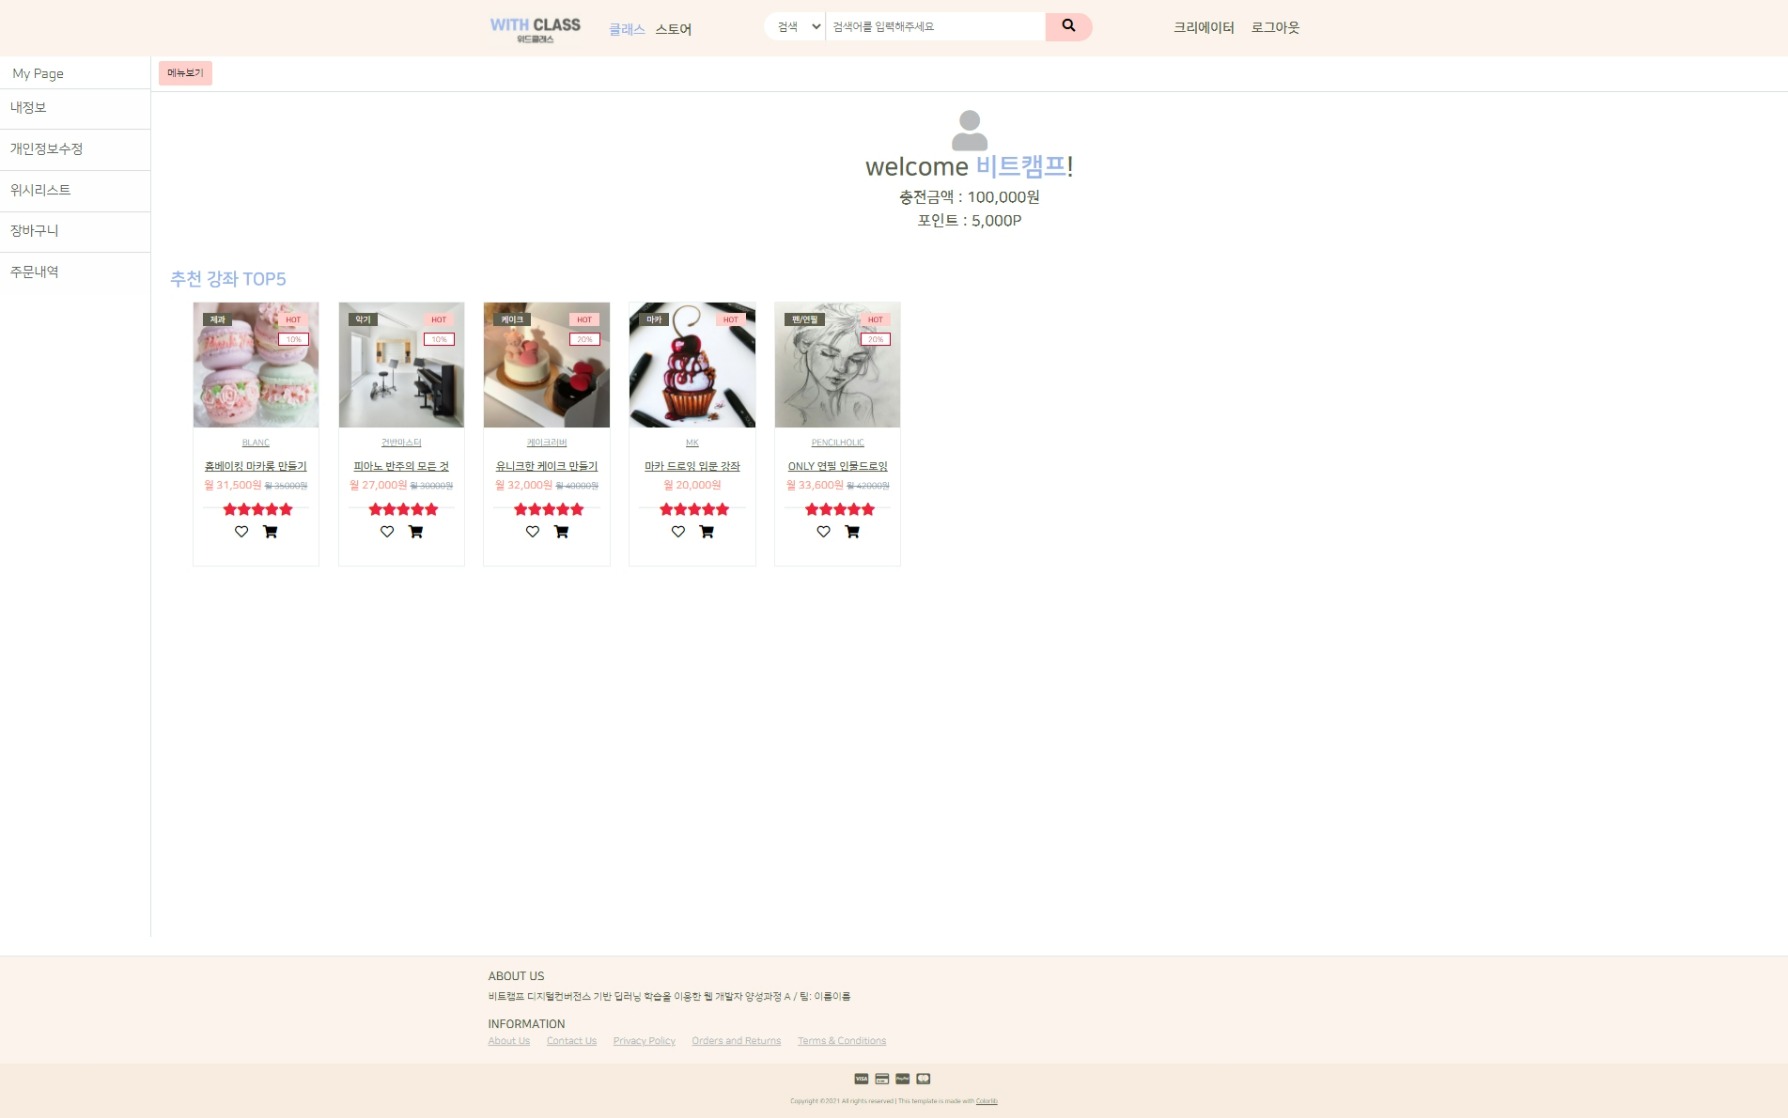 WITH CLASS
위드클래스
클래스 스토어
검색 검색어를 입력해주세요
크리에이터 로그아웃
My Page
메뉴보기
내정보
개인정보수정
위시리스트
장바구니
주문내역
welcome 비트캠프!
충전금액 : 100,000원
포인트 : 5,000P
추천 강좌 TOP5
제과 HOT
10%
BLANC
홈베이킹 마카롱 만들기
월 31,500원 월 35000원
악기 HOT
10%
건반마스터
피아노 반주의 모든 것
월 27,000원 월 30000원
케이크 HOT
20%
케이크러버
유니크한 케이크 만들기
월 32,000원 월 40000원
마카 HOT
MK
마카 드로잉 입문 강좌
월 20,000원
펜/연필 HOT
20%
PENCILHOLIC
ONLY 연필 인물드로잉
월 33,600원 월 42000원
ABOUT US
비트캠프 디지털컨버전스 기반 딥러닝 학습을 이용한 웹 개발자 양성과정 A / 팀: 이름이름
INFORMATION
About Us Contact Us Privacy Policy Orders and Returns Terms & Conditions
VISA PayPal
Copyright ©2021 All rights reserved | This template is made with Colorlib